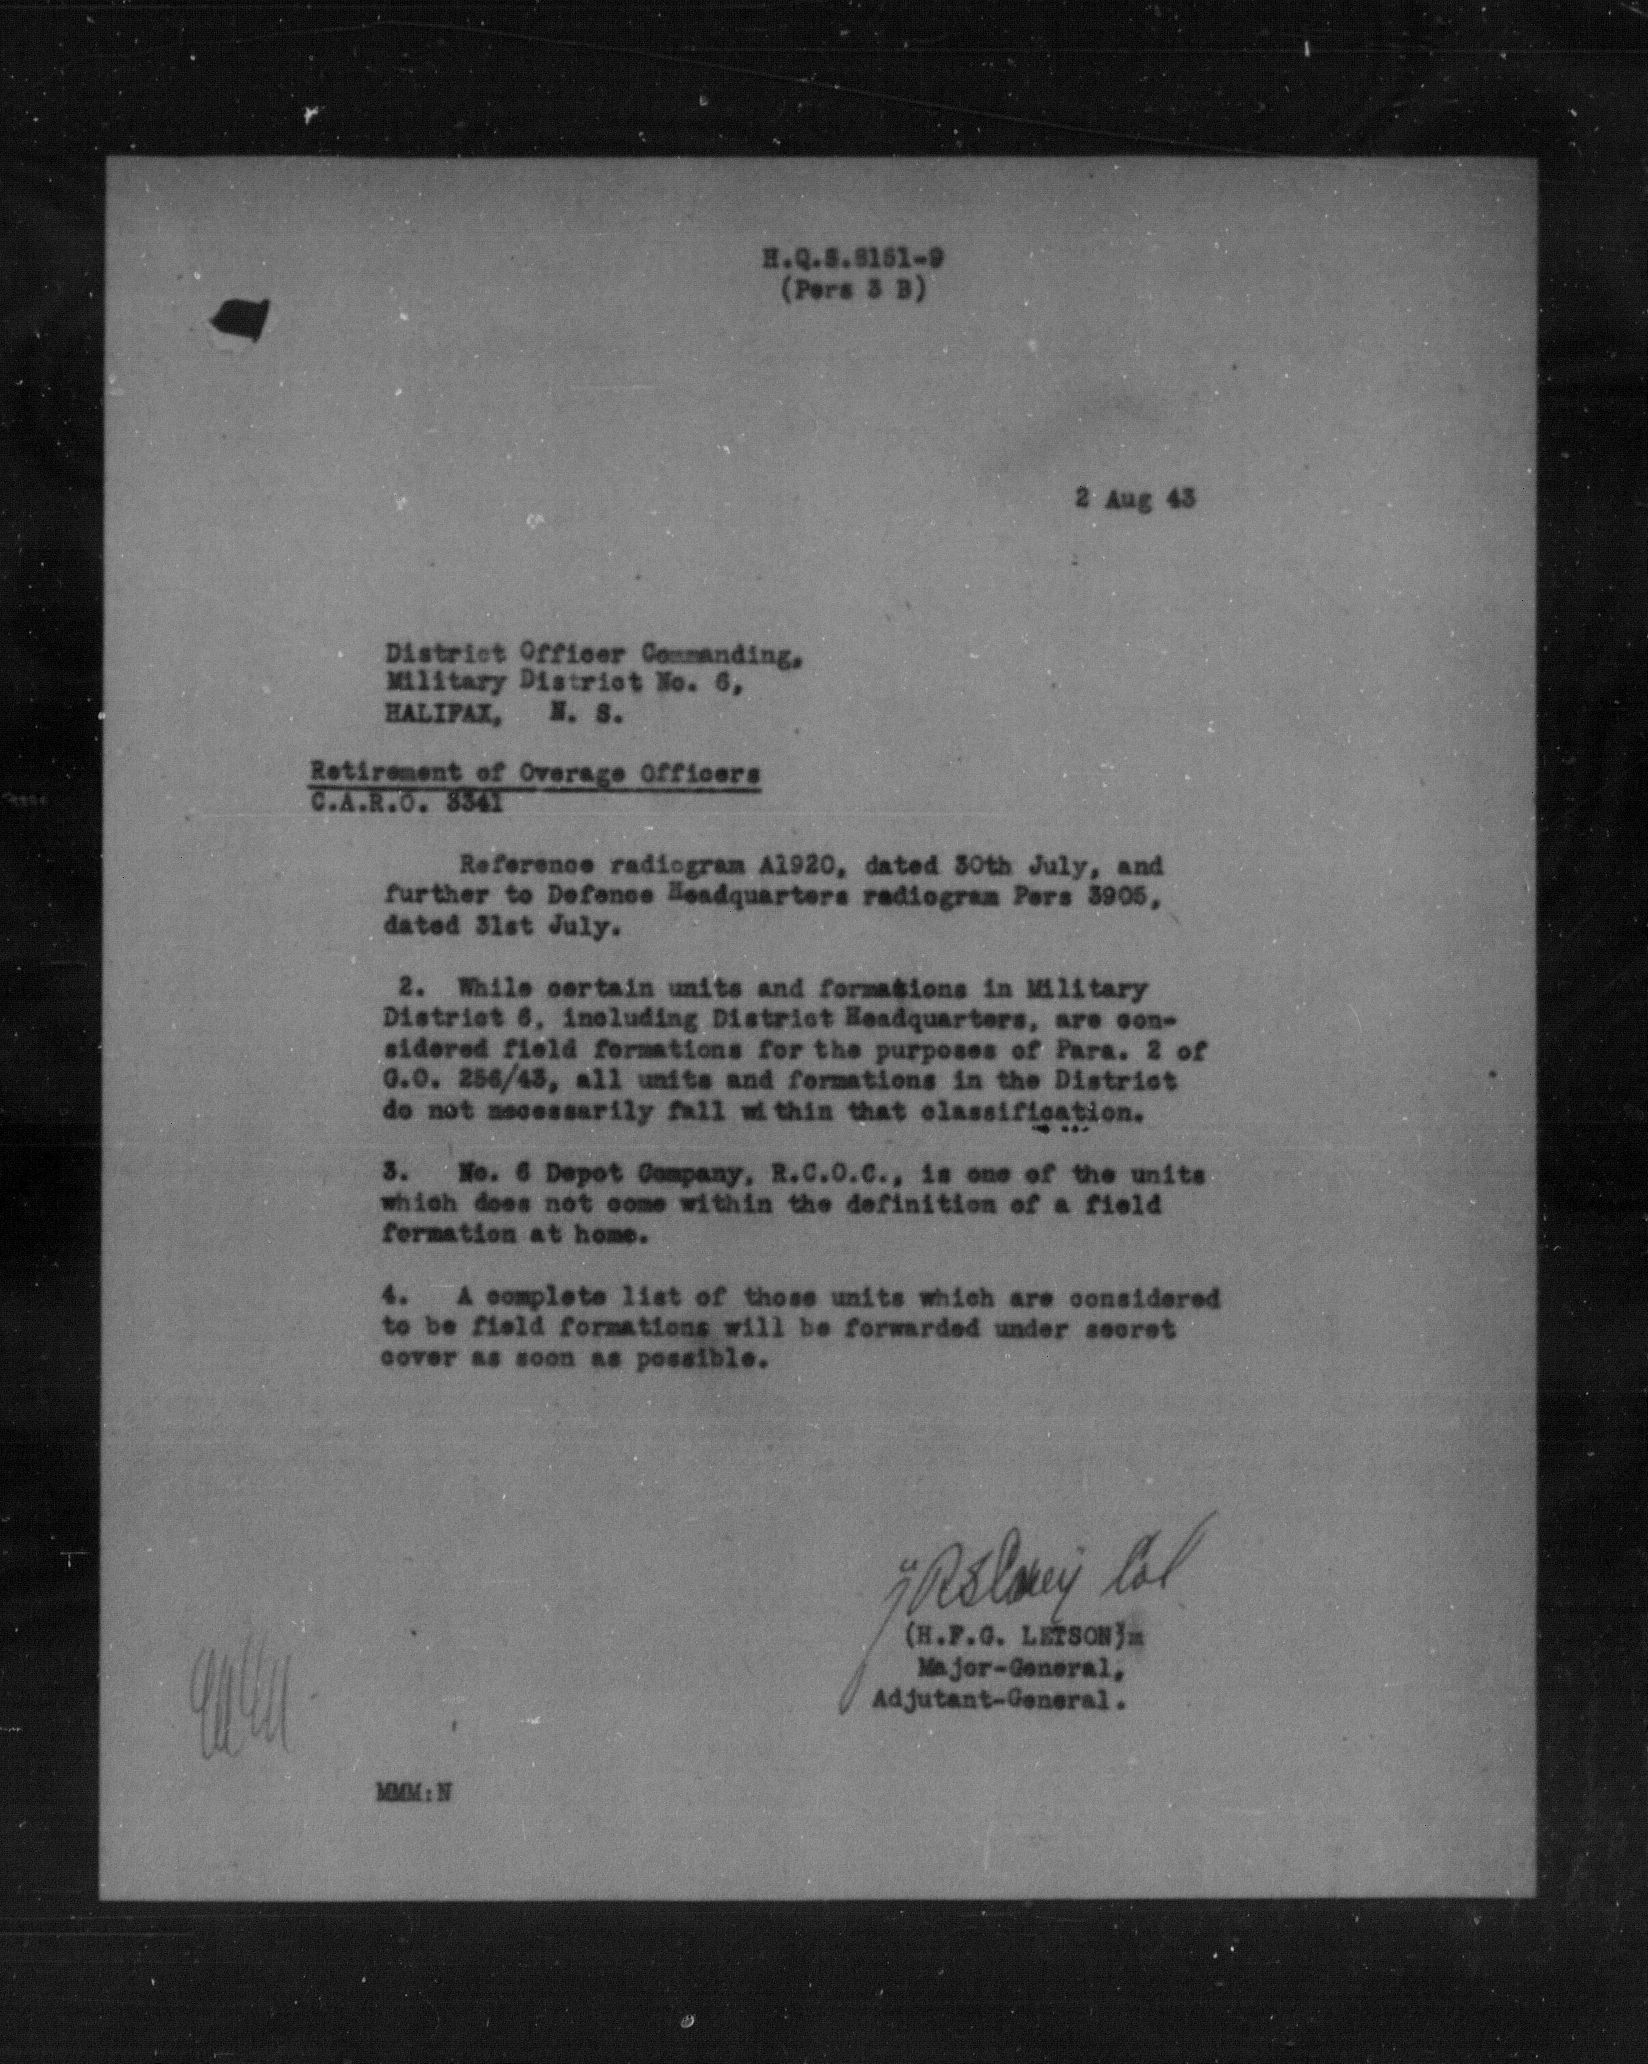 H.Q.S.8151-9
(Pers 3 B)
2 Aug 43
District Officer Commanding,
Military District No. 6,
HALIFAX, N. S.
Retirement of Overage Officers
C.A.R.O. 3341
Reference radiogram A1920, dated 30th July, and
further to Defence Headquarters radiogram Pers 3905,
dated 31st July.
2. While certain units and formations in Military
District 6, including District Headquarters, are con-
sidered field formations for the purposes of Para. 2 of
G.O. 256/43, all units and formations in the District
do not necessarily fall within that classification.
3. No. 6 Depot Company, R.C.O.C., is one of the units
which does not come within the definition of a field
formation at home.
4. A complete list of those units which are considered
to be field formations will be forwarded under secret
cover as soon as possible.
Col
(H.F.G. LETSON)m
Major-General,
Adjutant-General.
MMM:N